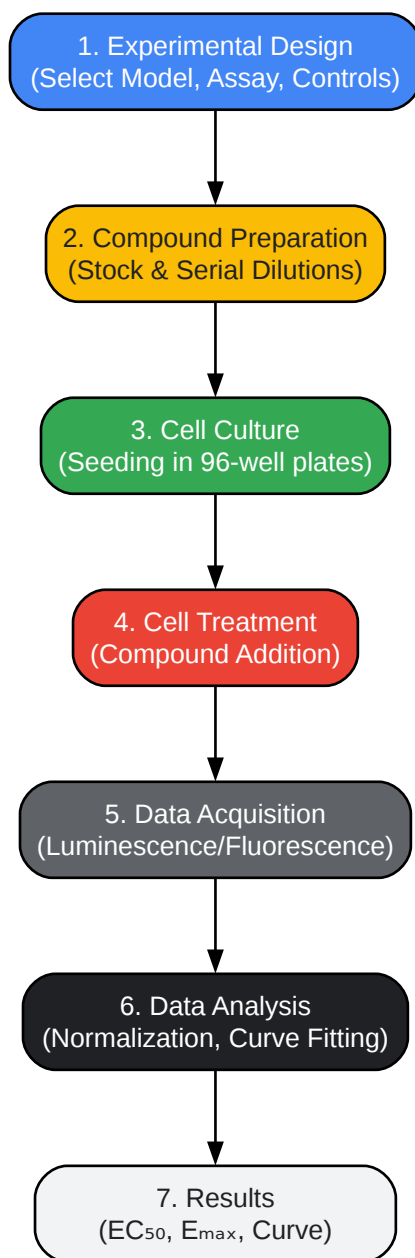 1. Experimental Design
(Select Model, Assay, Controls)
2. Compound Preparation
(Stock & Serial Dilutions)
3. Cell Culture
(Seeding in 96-well plates)
4. Cell Treatment
(Compound Addition)
5. Data Acquisition
(Luminescence/Fluorescence)
6. Data Analysis
(Normalization, Curve Fitting)
7. Results
(EC₅₀, Eₘₐₓ, Curve)